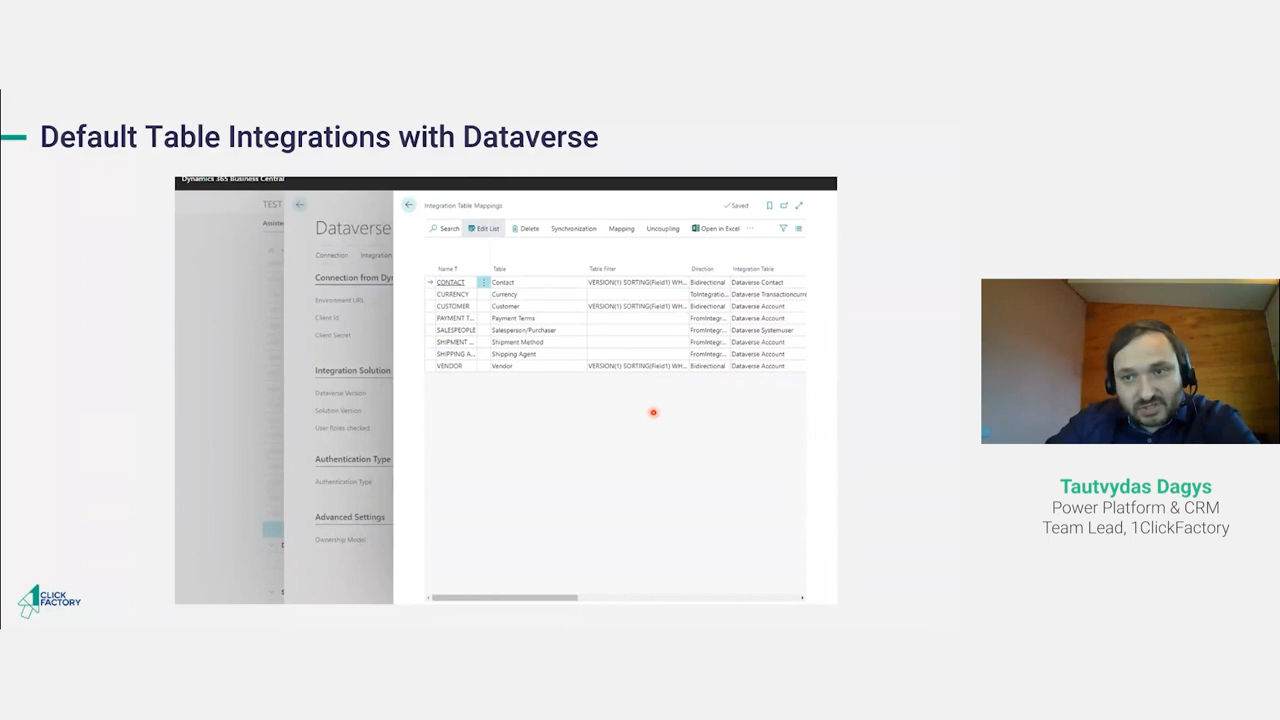 Default Table Integrations with Dataverse
Dynamics 365 Business Central
TEST
Dataverse
Connection Integration
Connection from Dyn
Environment URL
Client Id
Client Secret
Integration Solution
Dataverse Version
Solution Version
User Roles checked
Authentication Type
Authentication Type
Advanced Settings
Ownership Model
Integration Table Mappings
Saved
Search Edit List Delete Synchronization Mapping Uncoupling Open in Excel
Name Table Table Filter Direction Integration Table
CONTACT Contact VERSION(1) SORTING(Field1) WH... Bidirectional Dataverse Contact
CURRENCY Currency ToIntegratio... Dataverse Transactioncurr
CUSTOMER Customer VERSION(1) SORTING(Field1) WH... Bidirectional Dataverse Account
PAYMENT T... Payment Terms FromIntegr... Dataverse Account
SALESPEOPLE Salesperson/Purchaser FromIntegr... Dataverse Systemuser
SHIPMENT ... Shipment Method FromIntegr... Dataverse Account
SHIPPING A... Shipping Agent FromIntegr... Dataverse Account
VENDOR Vendor VERSION(1) SORTING(Field1) WH... Bidirectional Dataverse Account
Tautvydas Dagys
Power Platform & CRM
Team Lead, 1ClickFactory
1CLICK
FACTORY